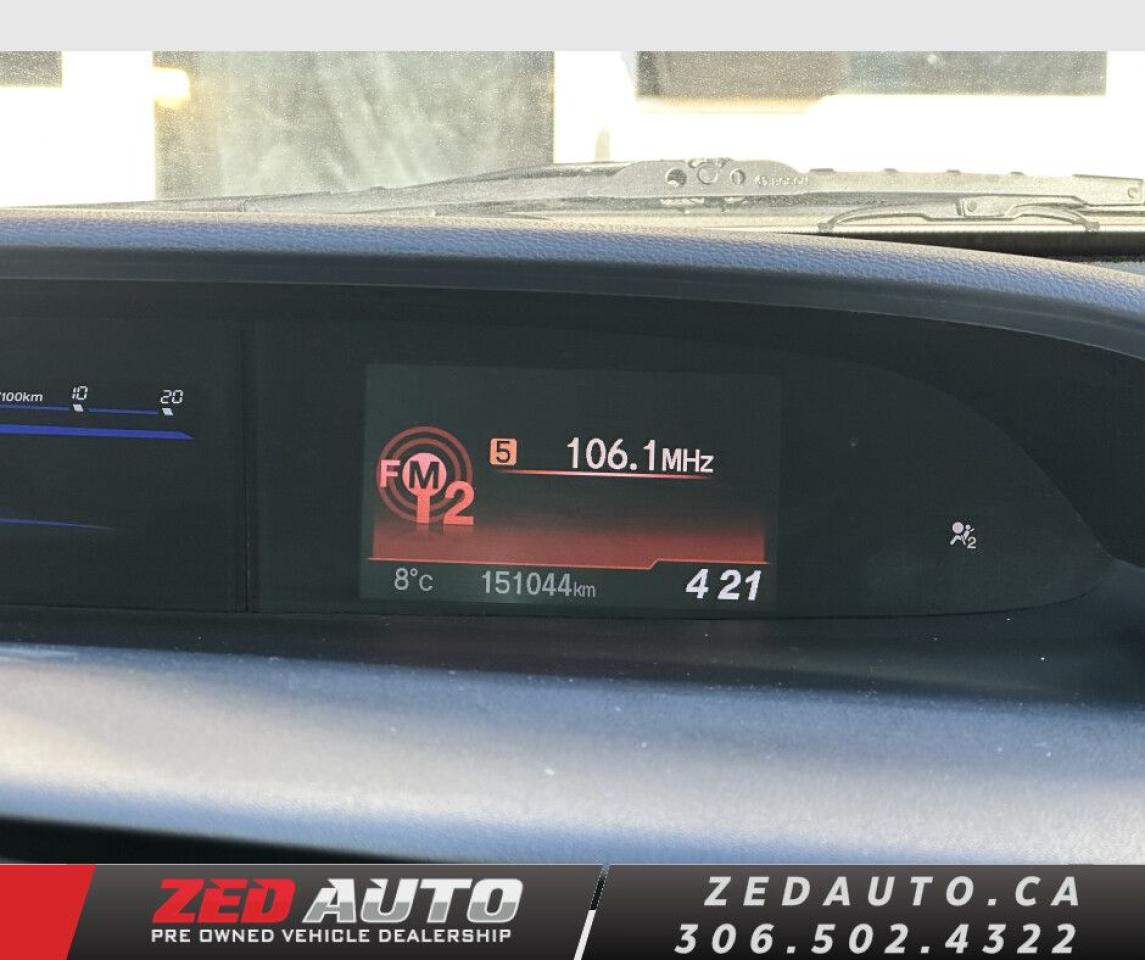 /100km 10 20
5 106.1MHz
FM
2
8°C 151044km 4 21
2
ZED AUTO
PRE OWNED VEHICLE DEALERSHIP
ZEDAUTO.CA
306.502.4322